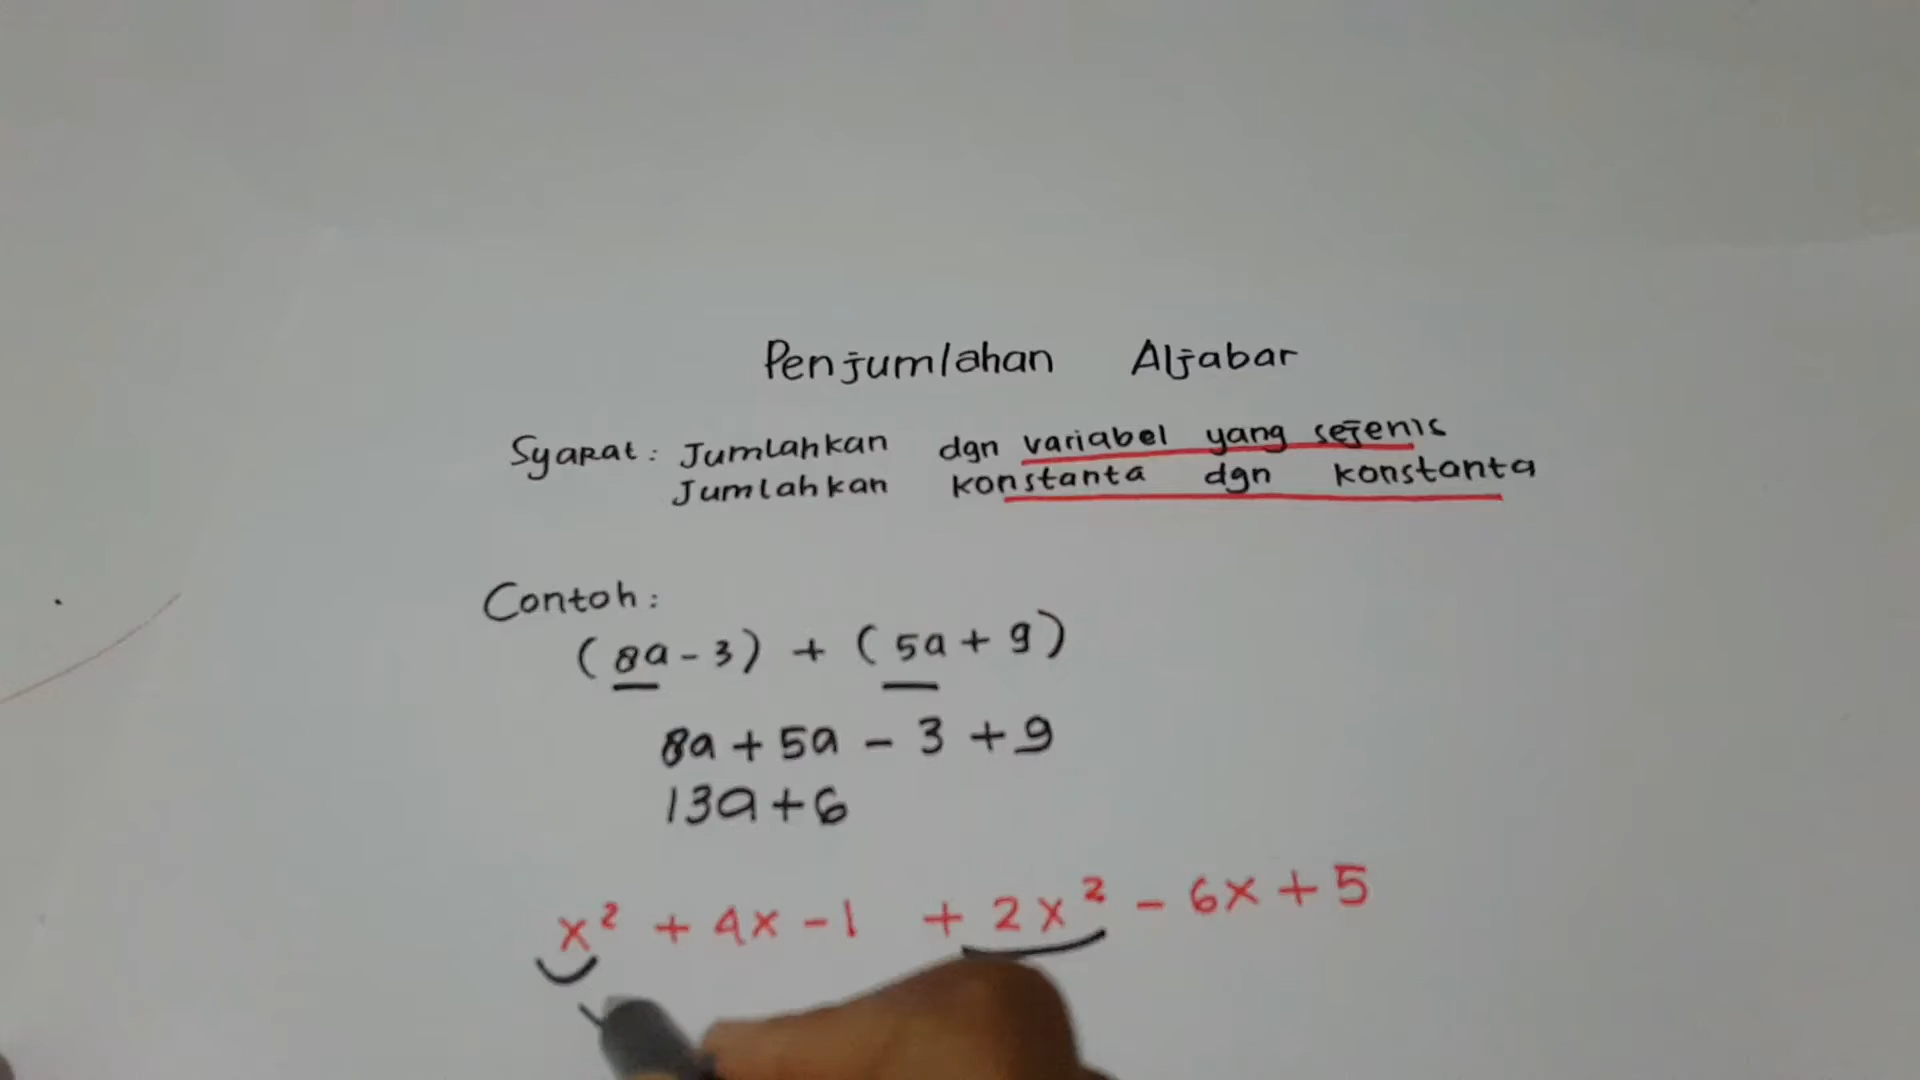 Penjumlahan Aljabar
Syarat: Jumlahkan dgn variabel yang sejenis
Jumlahkan konstanta dgn konstanta
Contoh:
(8a - 3) + (5a + 9)
8a + 5a - 3 + 9
13a + 6
x² + 4x - 1 + 2x² - 6x + 5